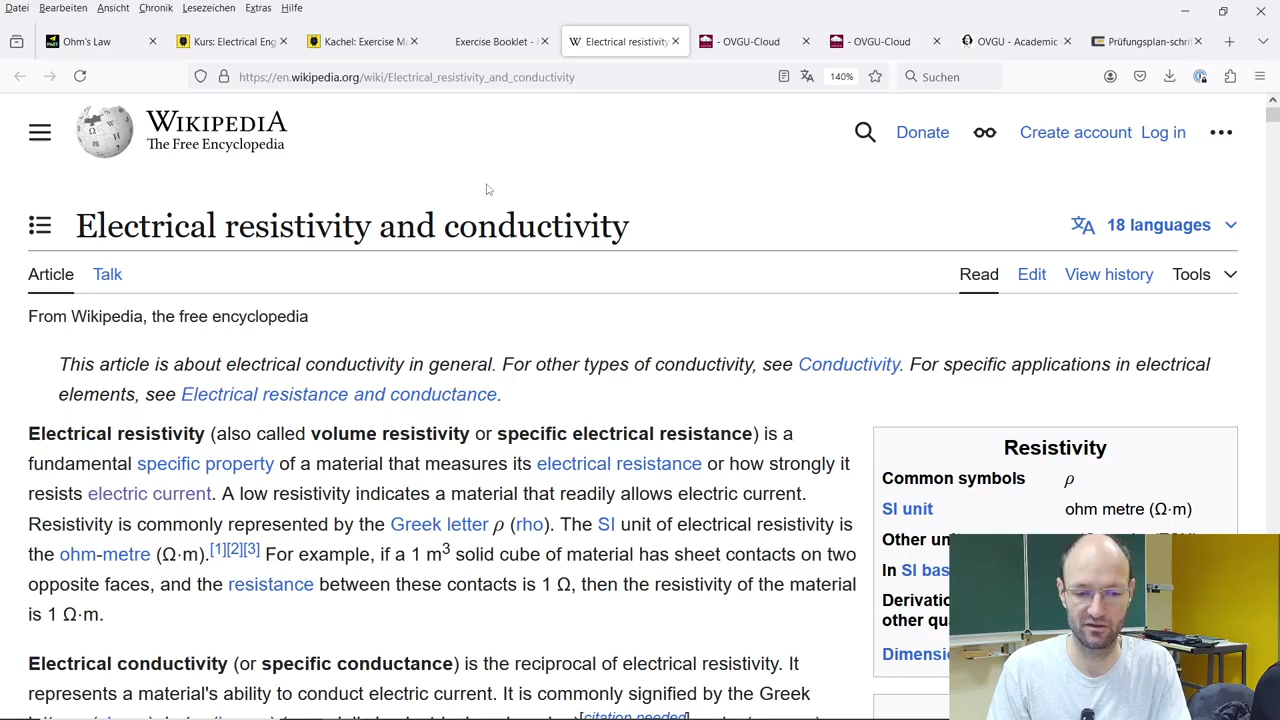 Datei Bearbeiten Ansicht Chronik Lesezeichen Extras Hilfe
Ohm's Law
Kurs: Electrical Eng
Kachel: Exercise M
Exercise Booklet -
Electrical resistivity
- OVGU-Cloud
- OVGU-Cloud
OVGU - Academic
Prüfungsplan-schri
https://en.wikipedia.org/wiki/Electrical_resistivity_and_conductivity
140%
Suchen
WIKIPEDIA
The Free Encyclopedia
Donate
Create account Log in
Electrical resistivity and conductivity
18 languages
Article Talk
Read Edit View history Tools
From Wikipedia, the free encyclopedia
This article is about electrical conductivity in general. For other types of conductivity, see Conductivity. For specific applications in electrical
elements, see Electrical resistance and conductance.
Electrical resistivity (also called volume resistivity or specific electrical resistance) is a
fundamental specific property of a material that measures its electrical resistance or how strongly it
resists electric current. A low resistivity indicates a material that readily allows electric current.
Resistivity is commonly represented by the Greek letter ρ (rho). The SI unit of electrical resistivity is
the ohm-metre (Ω⋅m).[1][2][3] For example, if a 1 m3 solid cube of material has sheet contacts on two
opposite faces, and the resistance between these contacts is 1 Ω, then the resistivity of the material
is 1 Ω⋅m.
Electrical conductivity (or specific conductance) is the reciprocal of electrical resistivity. It
represents a material's ability to conduct electric current. It is commonly signified by the Greek
[citation needed]
Resistivity
Common symbols ρ
SI unit ohm metre (Ω⋅m)
Other un
In SI bas
Derivatio
other qu
Dimensi